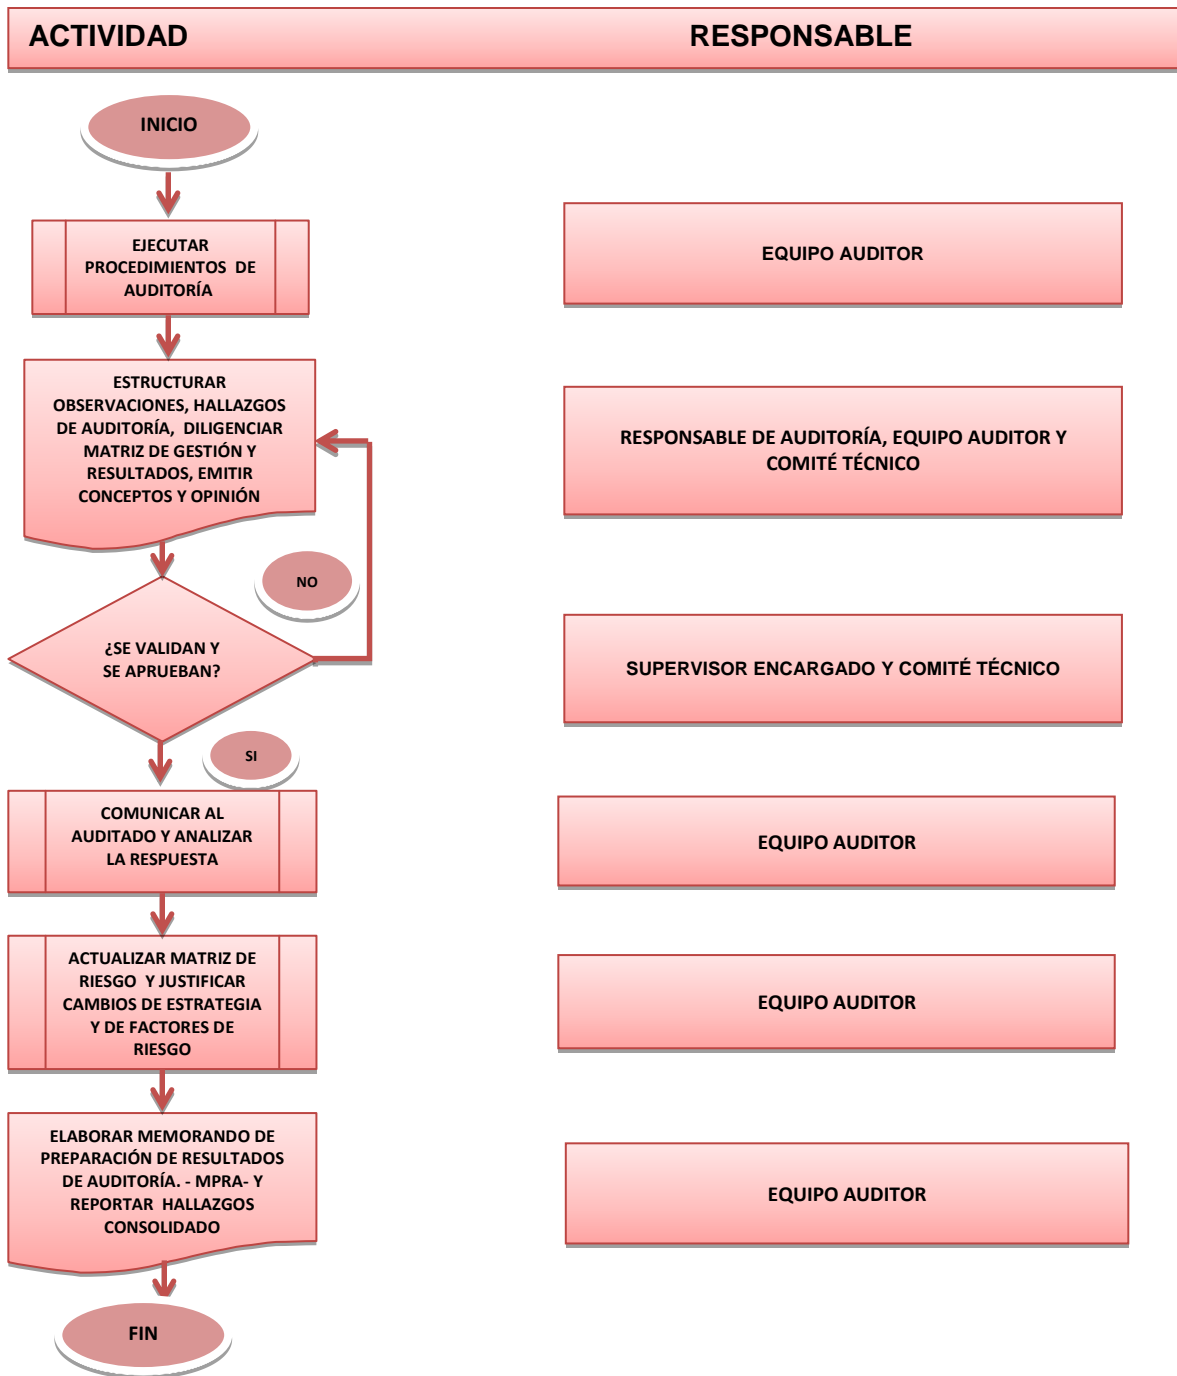 ACTIVIDAD RESPONSABLE
INICIO
EJECUTAR
PROCEDIMIENTOS DE
AUDITORÍA
EQUIPO AUDITOR
ESTRUCTURAR
OBSERVACIONES, HALLAZGOS
DE AUDITORÍA, DILIGENCIAR
MATRIZ DE GESTIÓN Y
RESULTADOS, EMITIR
CONCEPTOS Y OPINIÓN
RESPONSABLE DE AUDITORÍA, EQUIPO AUDITOR Y
COMITÉ TÉCNICO
NO
¿SE VALIDAN Y
SE APRUEBAN?
SUPERVISOR ENCARGADO Y COMITÉ TÉCNICO
SI
COMUNICAR AL
AUDITADO Y ANALIZAR
LA RESPUESTA
EQUIPO AUDITOR
ACTUALIZAR MATRIZ DE
RIESGO Y JUSTIFICAR
CAMBIOS DE ESTRATEGIA
Y DE FACTORES DE
RIESGO
EQUIPO AUDITOR
ELABORAR MEMORANDO DE
PREPARACIÓN DE RESULTADOS
DE AUDITORÍA. - MPRA- Y
REPORTAR HALLAZGOS
CONSOLIDADO
EQUIPO AUDITOR
FIN